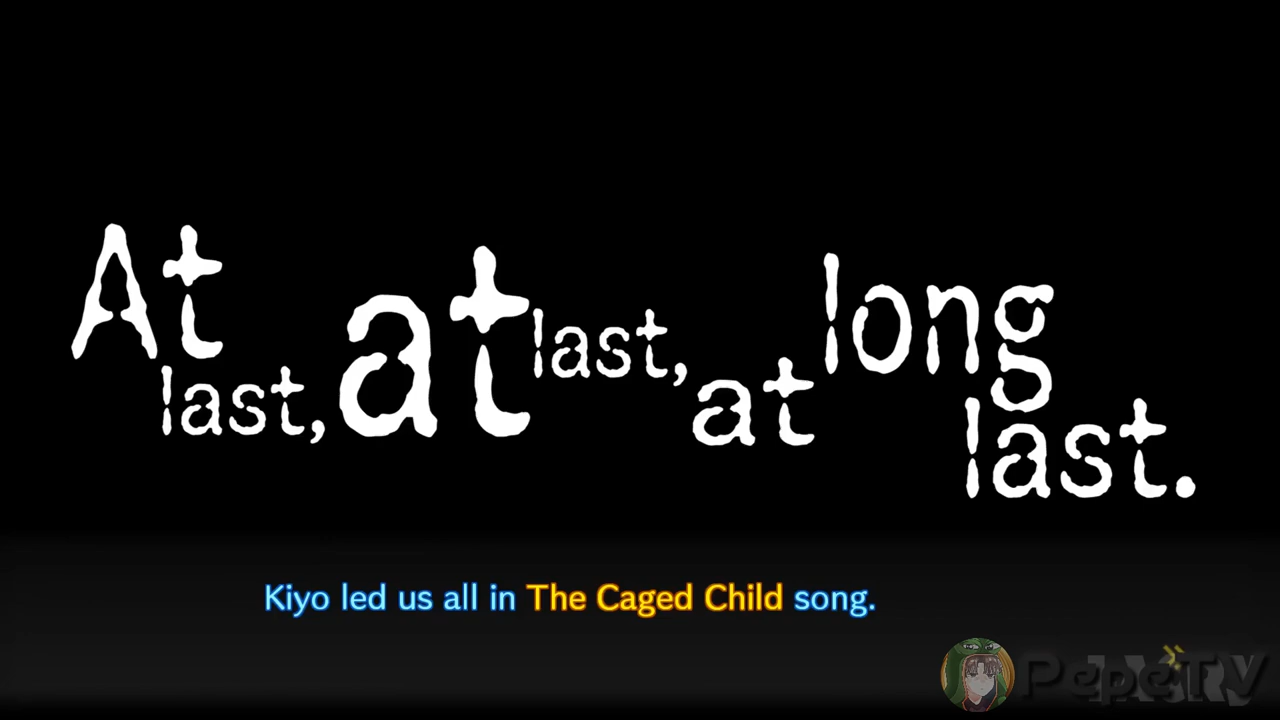 At last, at last, at long last.
Kiyo led us all in The Caged Child song.
PepeTV